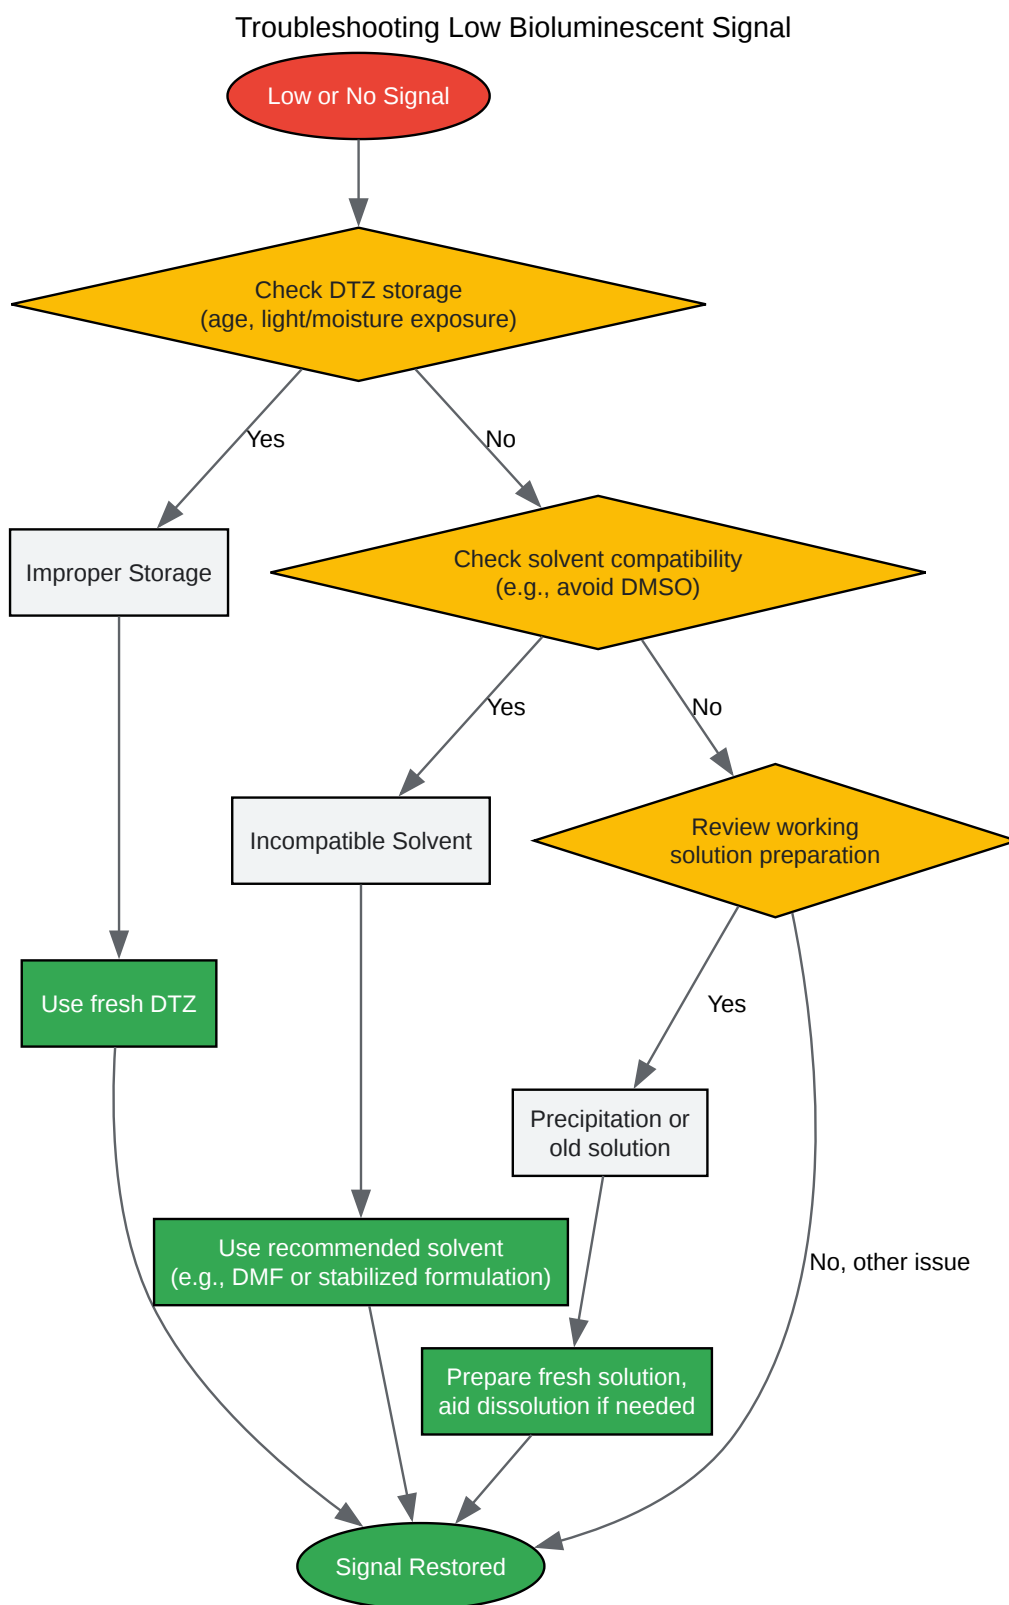 Troubleshooting Low Bioluminescent Signal
Low or No Signal
Check DTZ storage
(age, light/moisture exposure)
Yes
No
Improper Storage
Check solvent compatibility
(e.g., avoid DMSO)
Yes
No
Incompatible Solvent
Review working
solution preparation
Use fresh DTZ
Yes
Precipitation or
old solution
Use recommended solvent
(e.g., DMF or stabilized formulation)
No, other issue
Prepare fresh solution,
aid dissolution if needed
Signal Restored